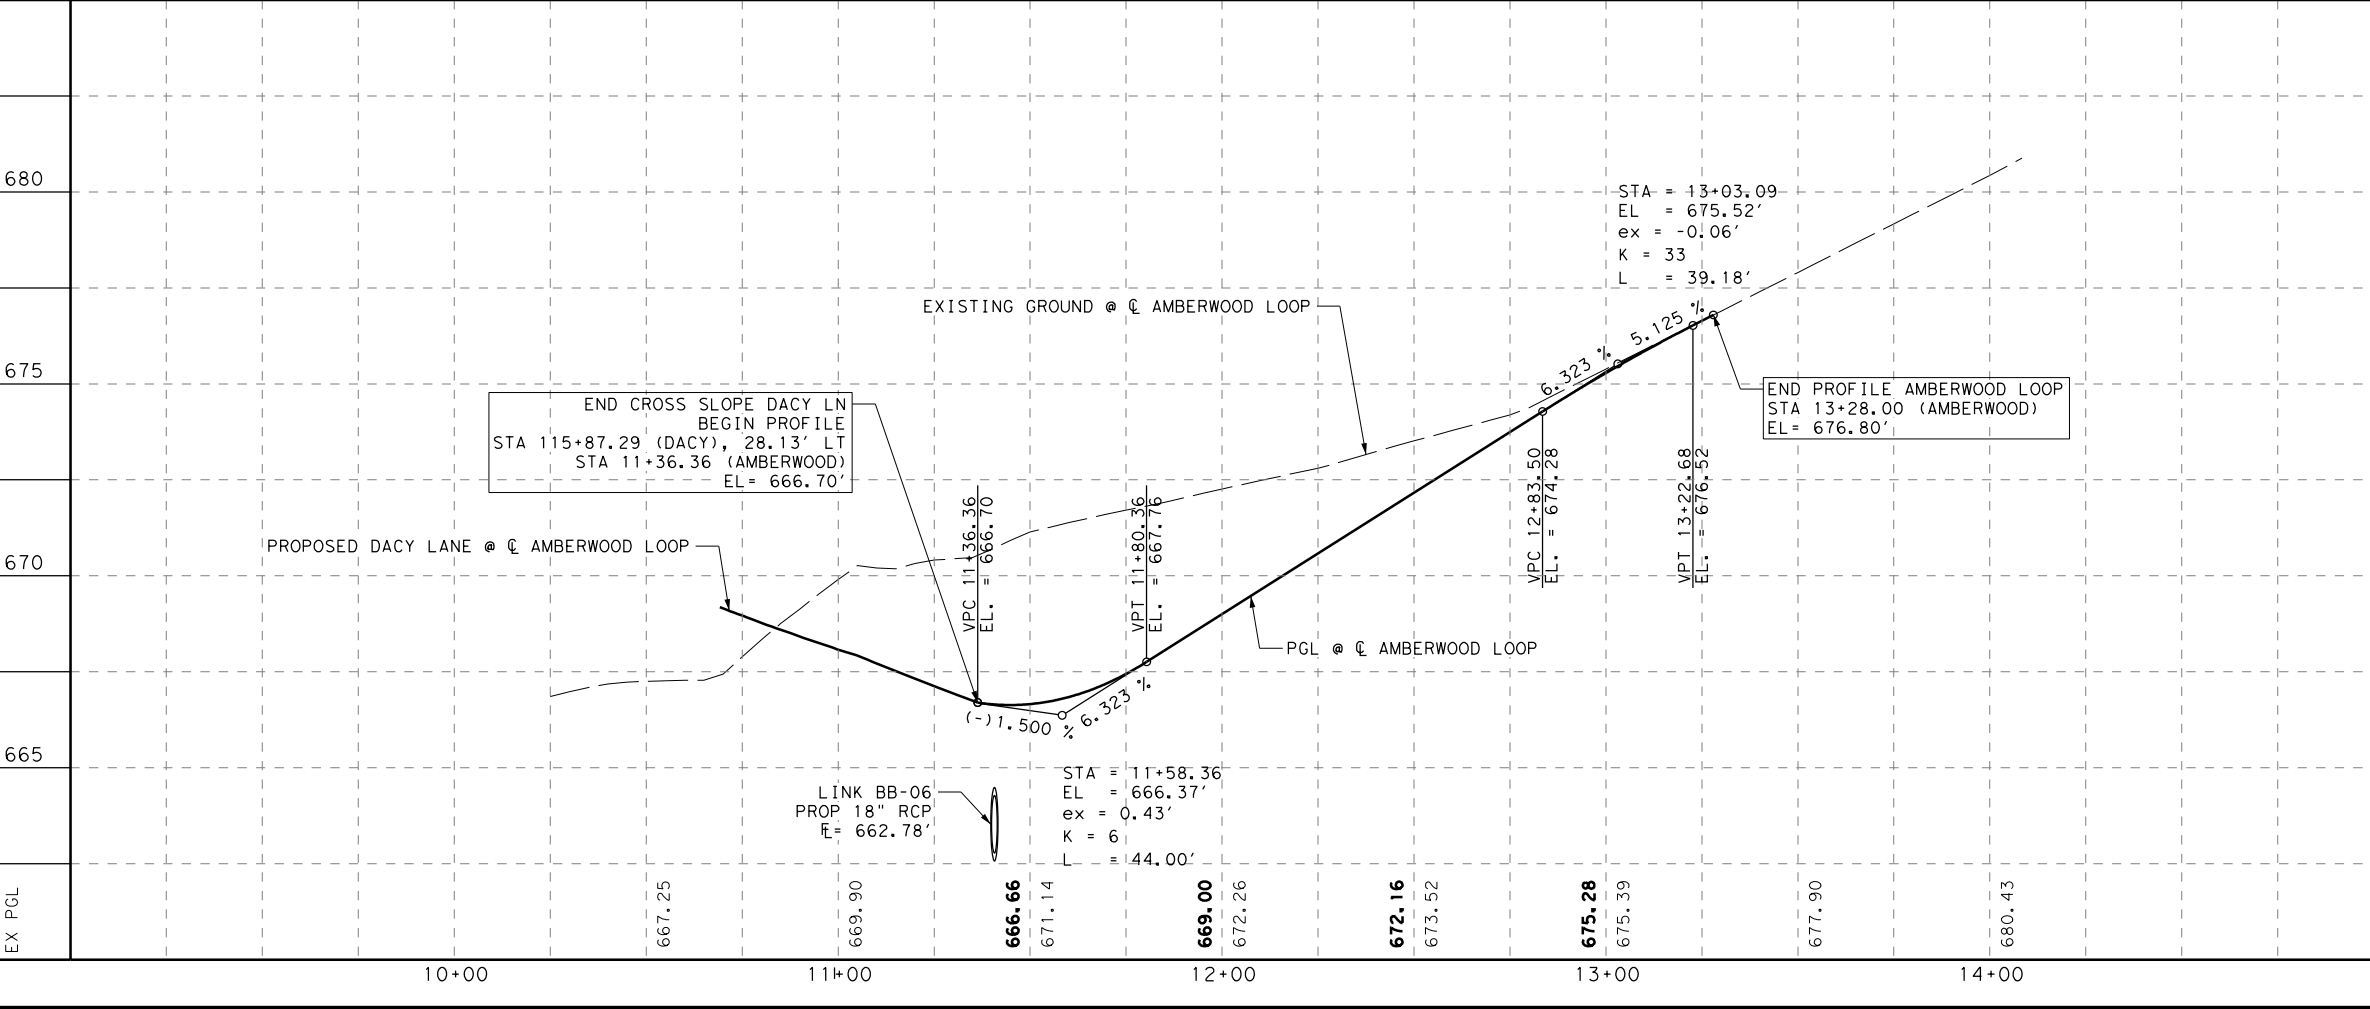 680
675
670
665
EX PGL
STA = 13+03.09
EL = 675.52'
ex = -0.06'
K = 33
L = 39.18'
EXISTING GROUND @ ℄ AMBERWOOD LOOP
6.323 %
5.125 %
END PROFILE AMBERWOOD LOOP
STA 13+28.00 (AMBERWOOD)
EL= 676.80'
END CROSS SLOPE DACY LN
BEGIN PROFILE
STA 115+87.29 (DACY), 28.13' LT
STA 11+36.36 (AMBERWOOD)
EL= 666.70'
VPC 11+36.36
EL. = 666.70
VPT 11+80.36
EL. = 667.76
VPC 12+83.50
EL. = 674.28
VPT 13+22.68
EL. = 676.52
PROPOSED DACY LANE @ ℄ AMBERWOOD LOOP
PGL @ ℄ AMBERWOOD LOOP
(-)1.500 %
6.323 %
STA = 11+58.36
EL = 666.37'
ex = 0.43'
K = 6
L = 44.00'
LINK BB-06
PROP 18" RCP
FL= 662.78'
667.25
669.90
666.66
671.14
669.00
672.26
672.16
673.52
675.28
675.39
677.90
680.43
10+00
11+00
12+00
13+00
14+00